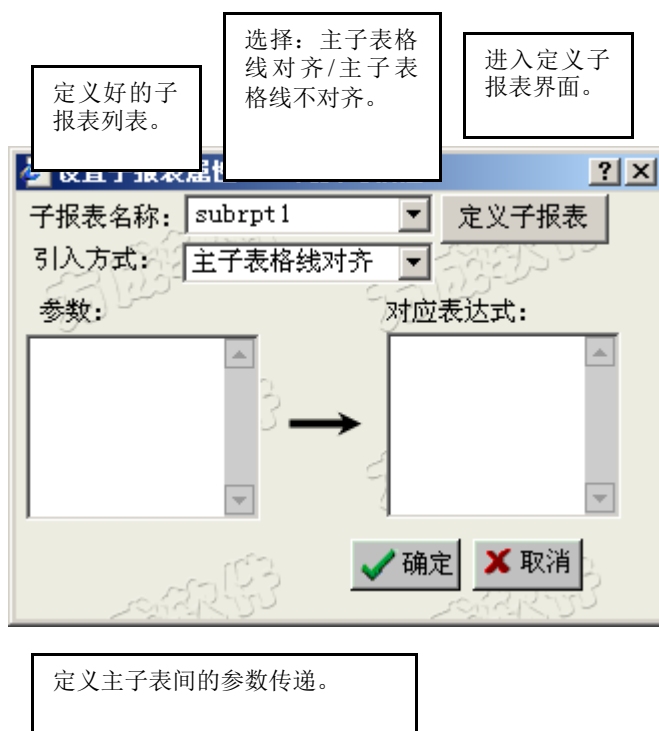 选择：主子表格
线对齐/主子表
格线不对齐。
进入定义子
报表界面。
定义好的子
报表列表。
子报表名称：
subrpt1
定义子报表
引入方式：
主子表格线对齐
参数：
对应表达式：
确定
取消
定义主子表间的参数传递。